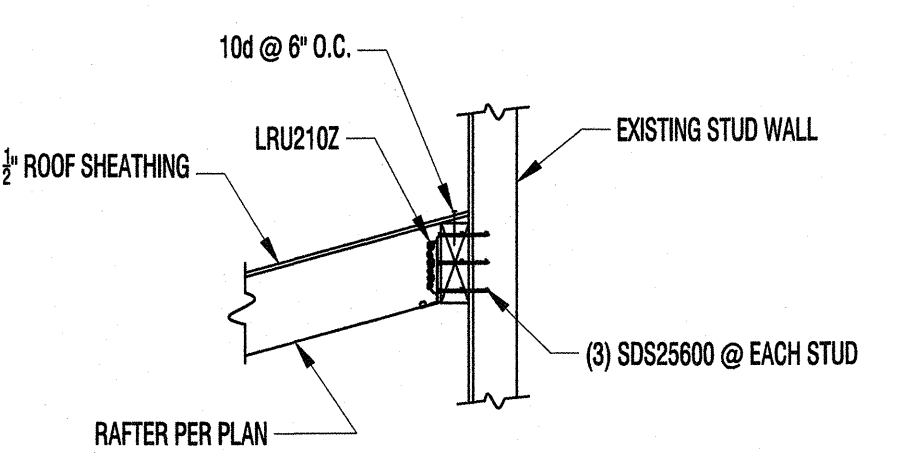 10d @ 6" O.C.
LRU210Z
EXISTING STUD WALL
½" ROOF SHEATHING
(3) SDS25600 @ EACH STUD
RAFTER PER PLAN